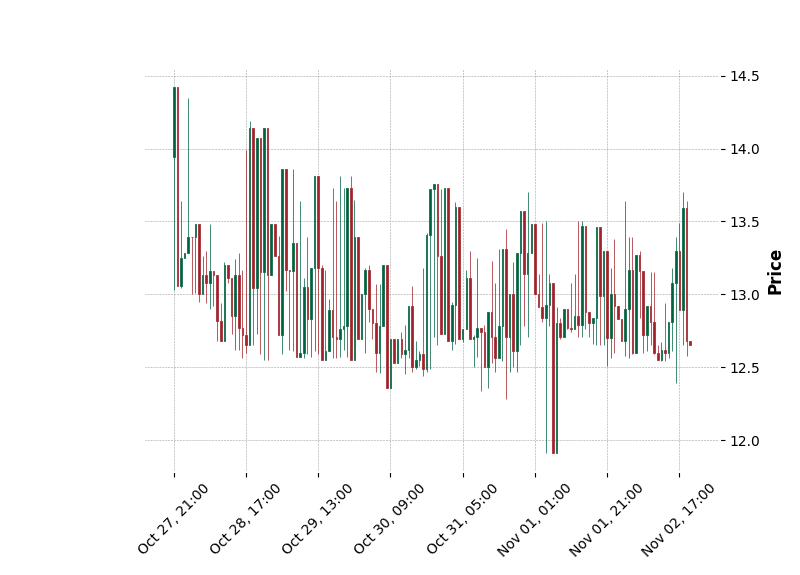 14.5
14.0
13.5
13.0
12.5
12.0
Price
Oct 27, 21:00
Oct 28, 17:00
Oct 29, 13:00
Oct 30, 09:00
Oct 31, 05:00
Nov 01, 01:00
Nov 01, 21:00
Nov 02, 17:00